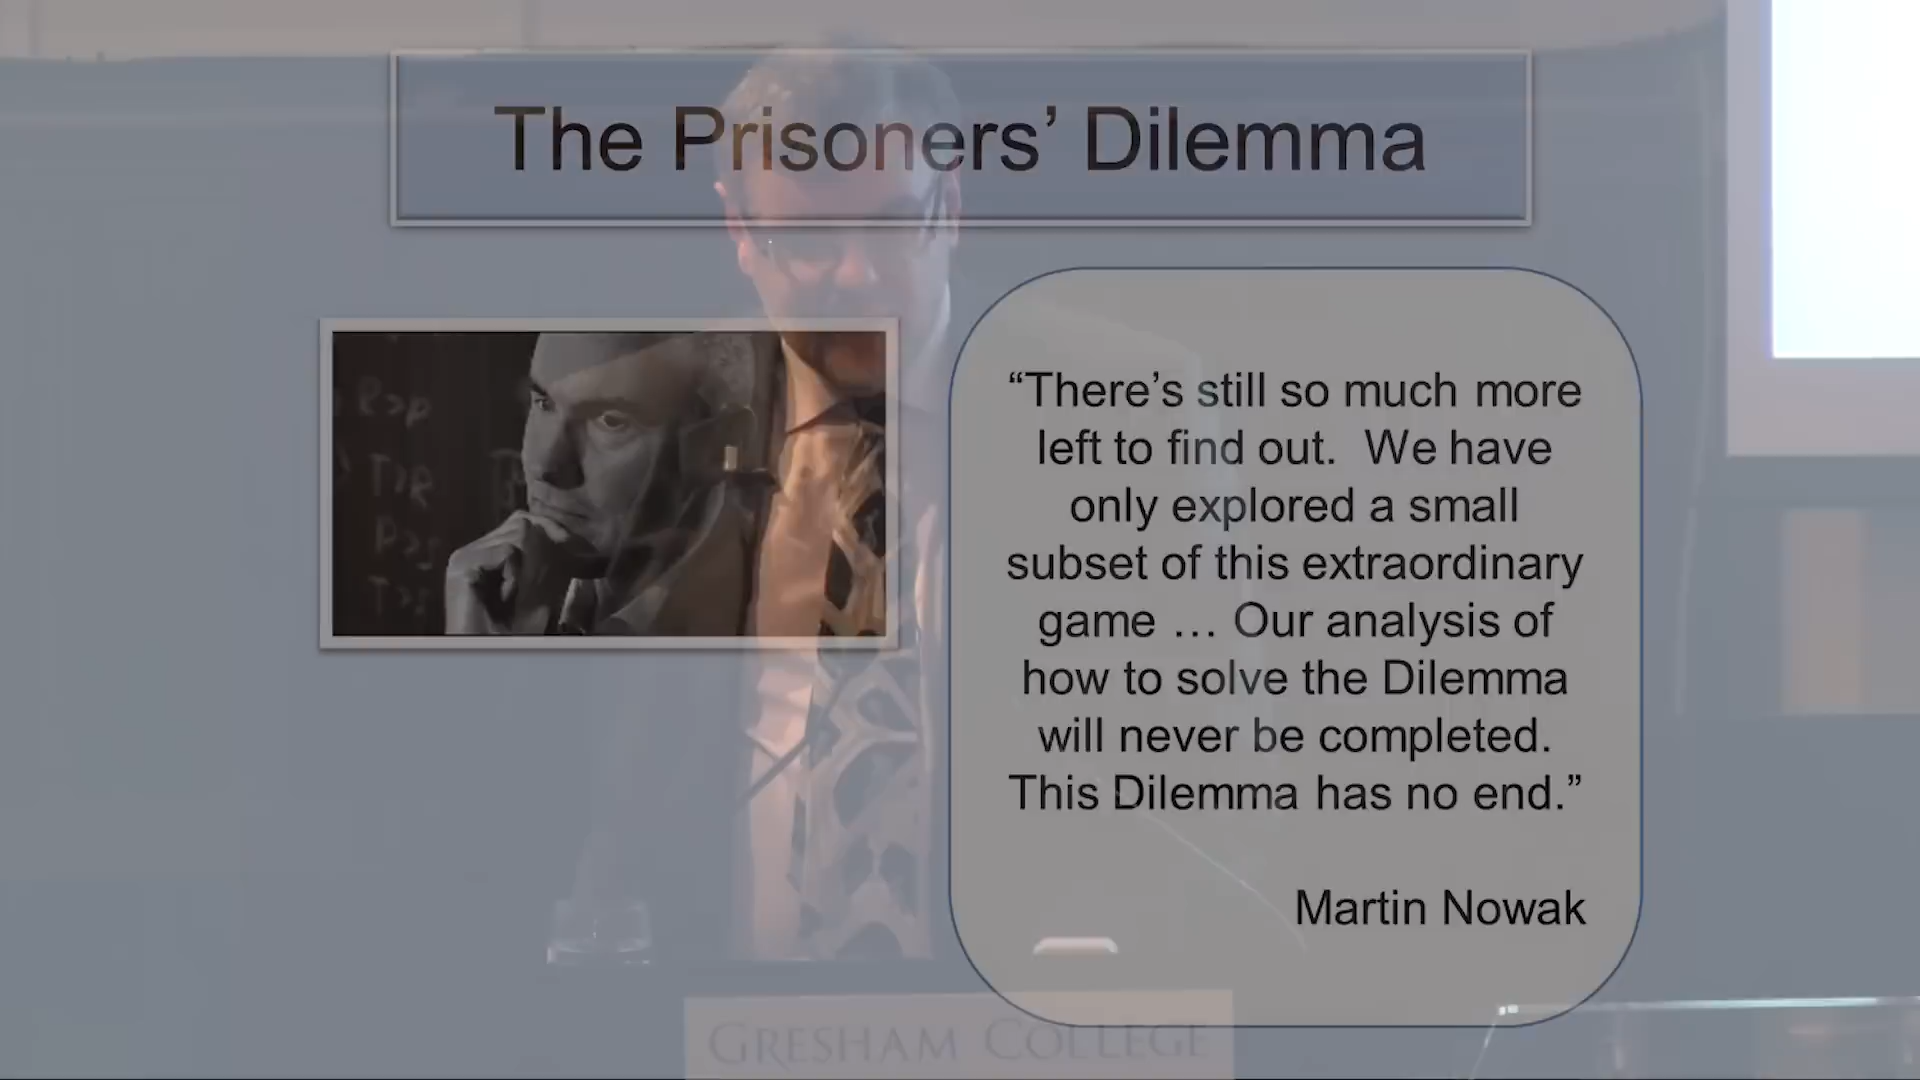 The Prisoners’ Dilemma
“There’s still so much more
left to find out.  We have
only explored a small
subset of this extraordinary
game … Our analysis of
how to solve the Dilemma
will never be completed.
This Dilemma has no end.”
Martin Nowak
GRESHAM COLLEGE